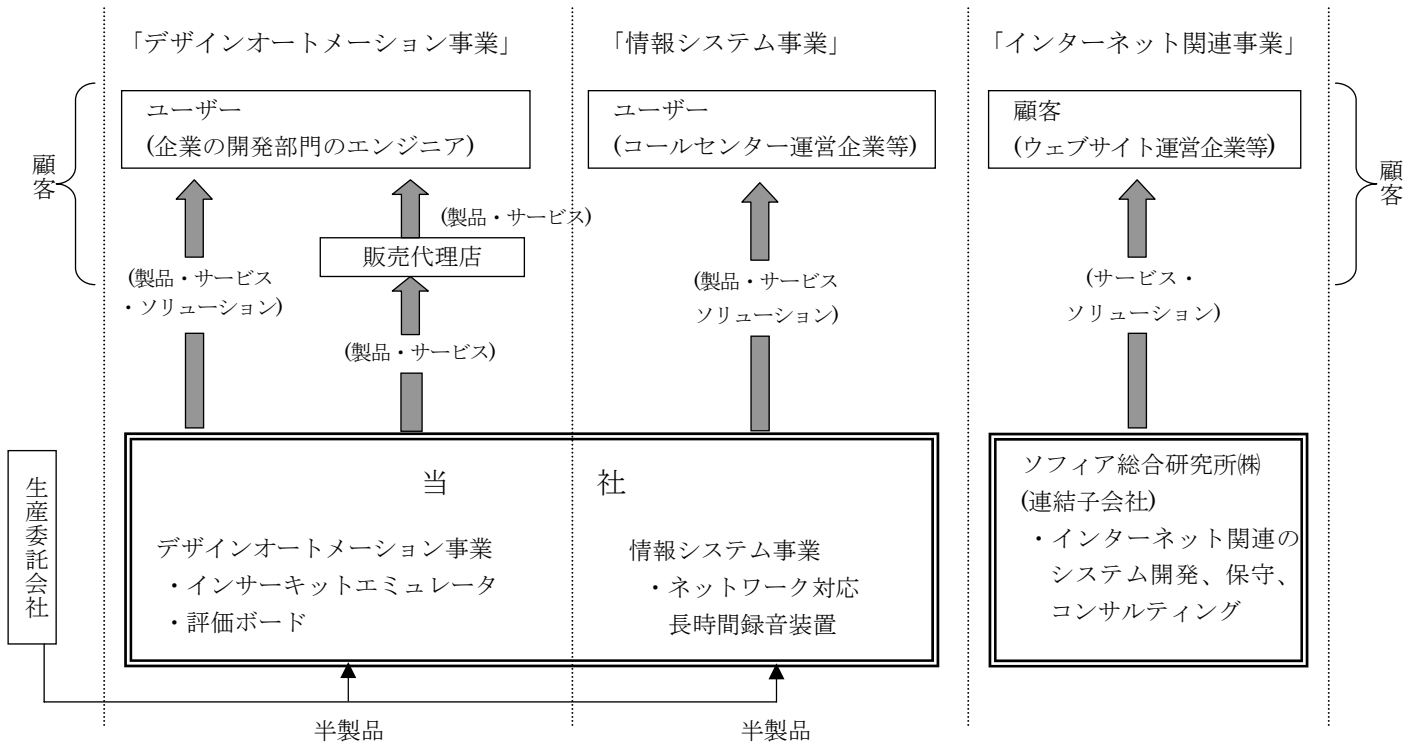 「デザインオートメーション事業」
「情報システム事業」
「インターネット関連事業」
顧客
ユーザー
(企業の開発部門のエンジニア)
ユーザー
(コールセンター運営企業等)
顧客
(ウェブサイト運営企業等)
顧客
(製品・サービス)
販売代理店
(製品・サービス
・ソリューション)
(製品・サービス)
(製品・サービス
ソリューション)
(サービス・
ソリューション)
生産委託会社
当 社
デザインオートメーション事業
・インサーキットエミュレータ
・評価ボード
情報システム事業
・ネットワーク対応
長時間録音装置
ソフィア総合研究所㈱
(連結子会社)
・インターネット関連の
システム開発、保守、
コンサルティング
半製品
半製品